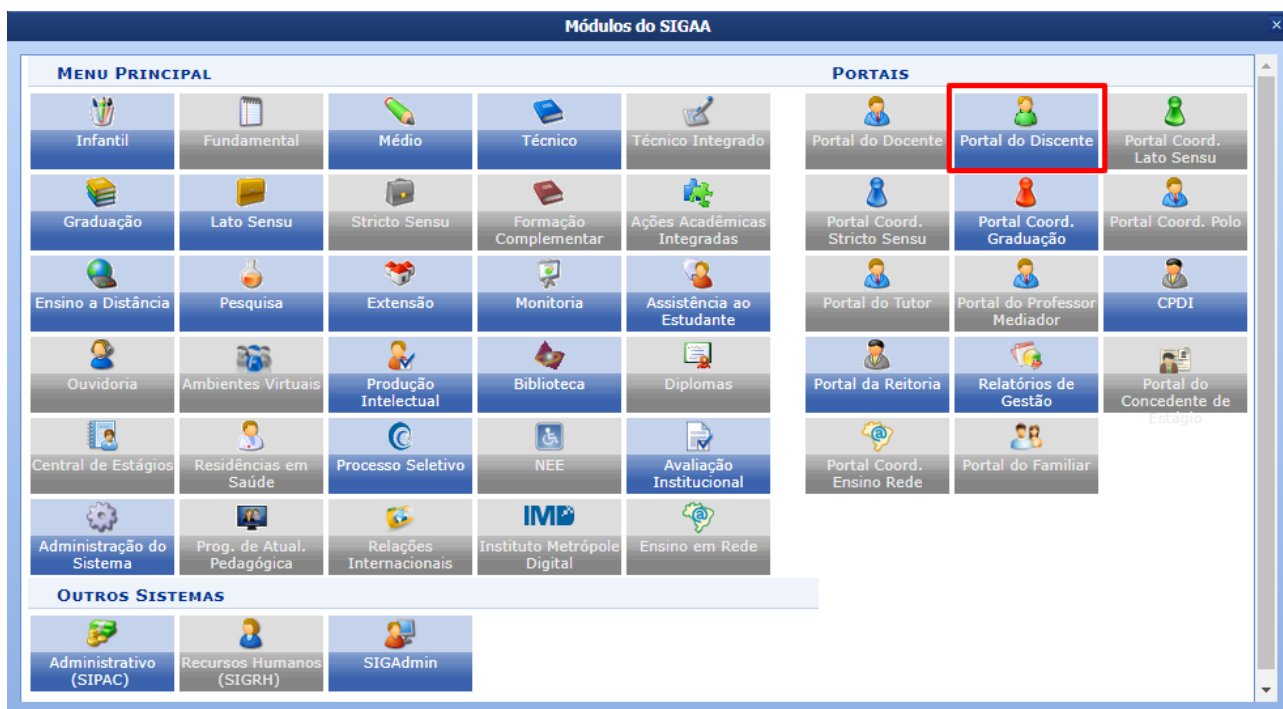 Módulos do SIGAA
MENU PRINCIPAL
Infantil
Fundamental
Médio
Técnico
Técnico Integrado
Graduação
Lato Sensu
Stricto Sensu
Formação
Complementar
Ações Acadêmicas
Integradas
Ensino a Distância
Pesquisa
Extensão
Monitoria
Assistência ao
Estudante
Ouvidoria
Ambientes Virtuais
Produção
Intelectual
Biblioteca
Diplomas
Central de Estágios
Residências em
Saúde
Processo Seletivo
NEE
Avaliação
Institucional
Administração do
Sistema
Prog. de Atual.
Pedagógica
Relações
Internacionais
IMD
Instituto Metrópole
Digital
Ensino em Rede
PORTAIS
Portal do Docente
Portal do Discente
Portal Coord.
Lato Sensu
Portal Coord.
Stricto Sensu
Portal Coord.
Graduação
Portal Coord. Polo
Portal do Tutor
Portal do Professor
Mediador
CPDI
Portal da Reitoria
Relatórios de
Gestão
Portal do
Concedente de
Estágio
Portal Coord.
Ensino Rede
Portal do Familiar
OUTROS SISTEMAS
Administrativo
(SIPAC)
Recursos Humanos
(SIGRH)
SIGAdmin